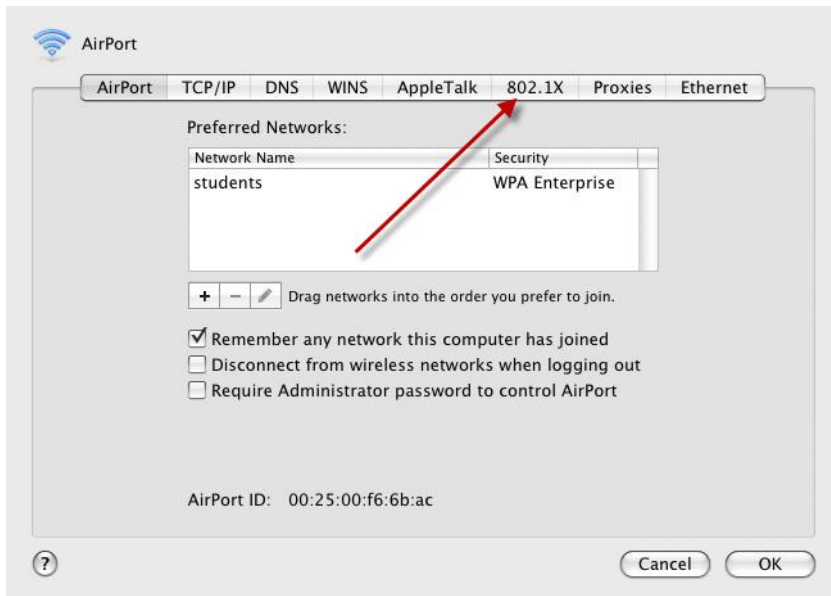 AirPort
AirPort TCP/IP DNS WINS AppleTalk 802.1X Proxies Ethernet
Preferred Networks:
Network Name Security
students WPA Enterprise
+ − Drag networks into the order you prefer to join.
Remember any network this computer has joined
Disconnect from wireless networks when logging out
Require Administrator password to control AirPort
AirPort ID: 00:25:00:f6:6b:ac
? Cancel OK